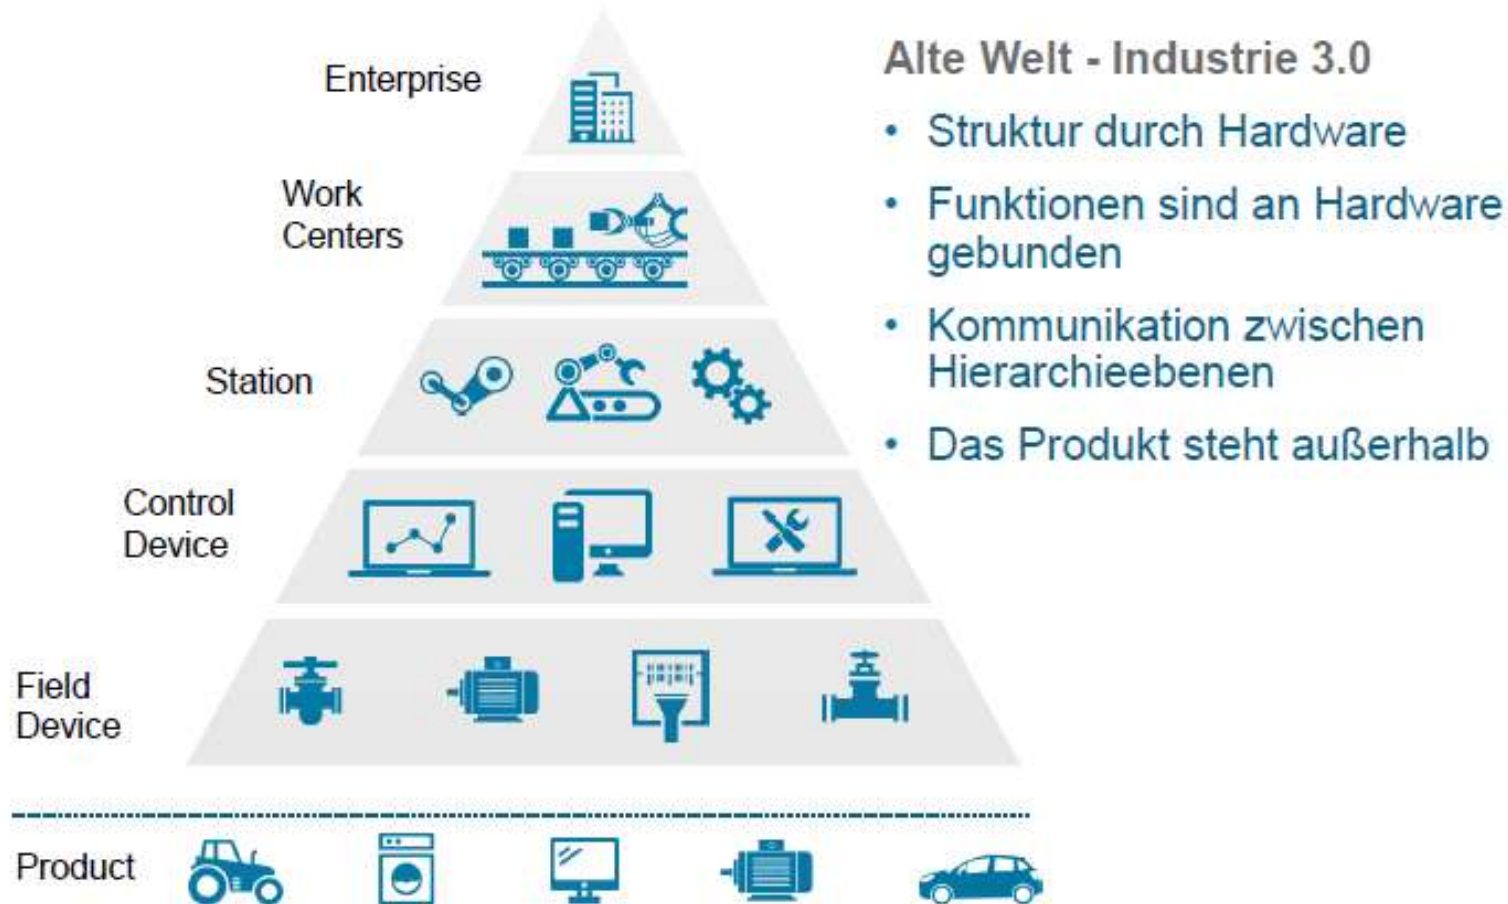 Enterprise
Work
Centers
Station
Control
Device
Field
Device
Product
Alte Welt - Industrie 3.0
• Struktur durch Hardware
• Funktionen sind an Hardware
gebunden
• Kommunikation zwischen
Hierarchieebenen
• Das Produkt steht außerhalb